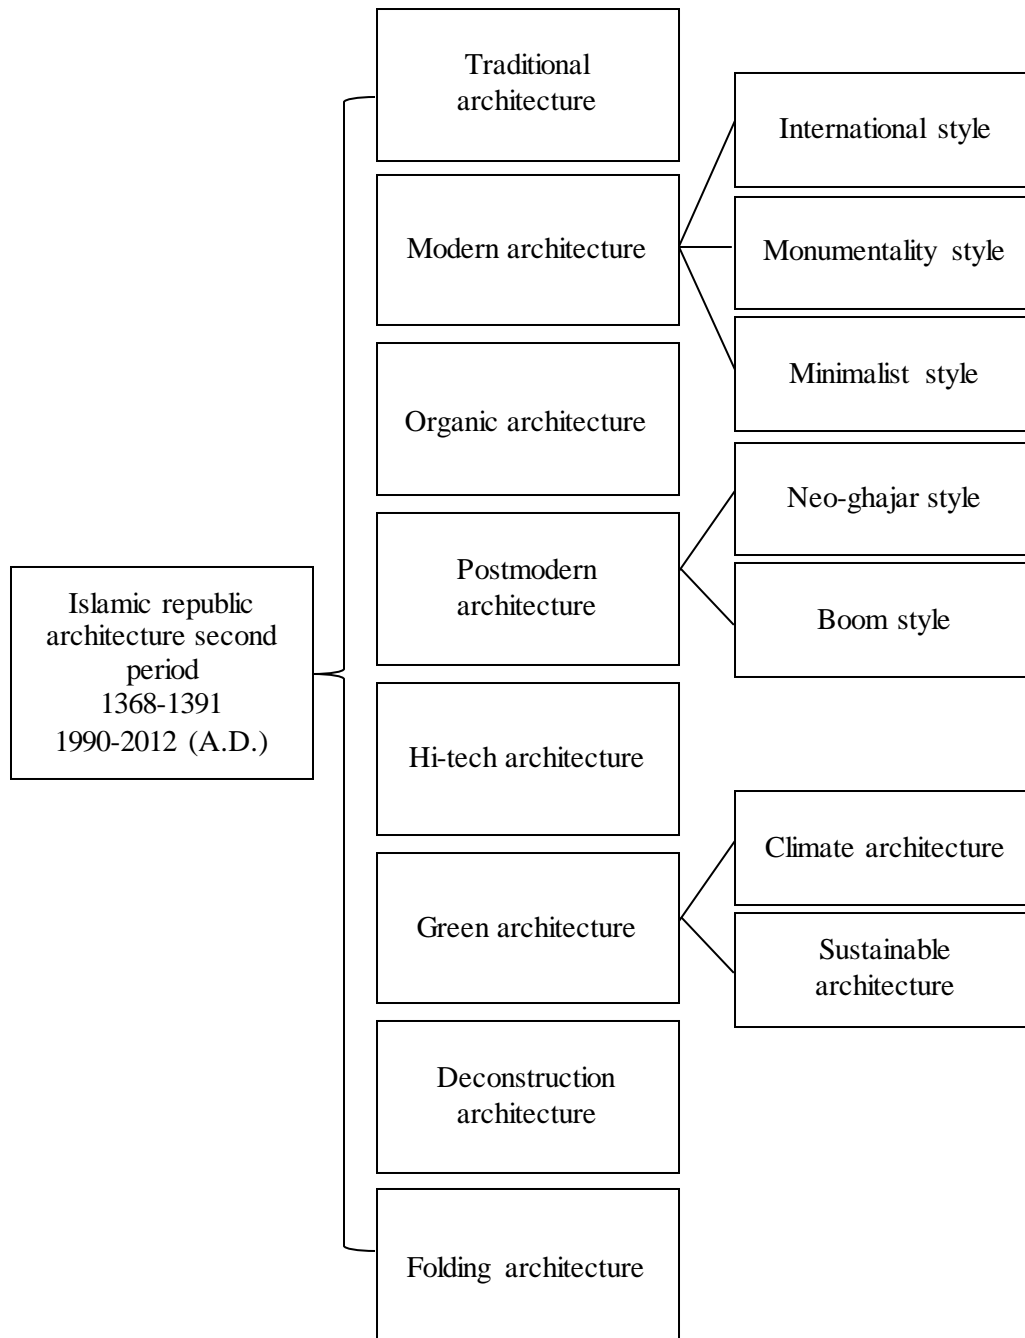 Traditional
architecture
International style
Modern architecture
Monumentality style
Minimalist style
Organic architecture
Neo-ghajar style
Postmodern
architecture
Boom style
Islamic republic
architecture second
period
1368-1391
1990-2012 (A.D.)
Hi-tech architecture
Climate architecture
Green architecture
Sustainable
architecture
Deconstruction
architecture
Folding architecture